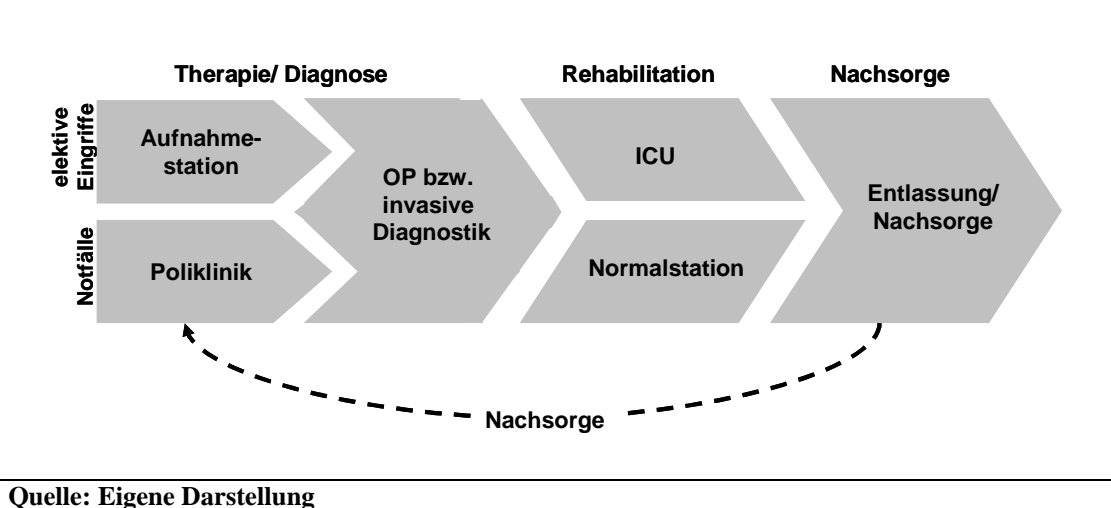 Therapie/ Diagnose
Rehabilitation
Nachsorge
elektive
Eingriffe
Aufnahme-
station
OP bzw.
invasive
Diagnostik
ICU
Entlassung/
Nachsorge
Notfälle
Poliklinik
Normalstation
Nachsorge
Quelle: Eigene Darstellung